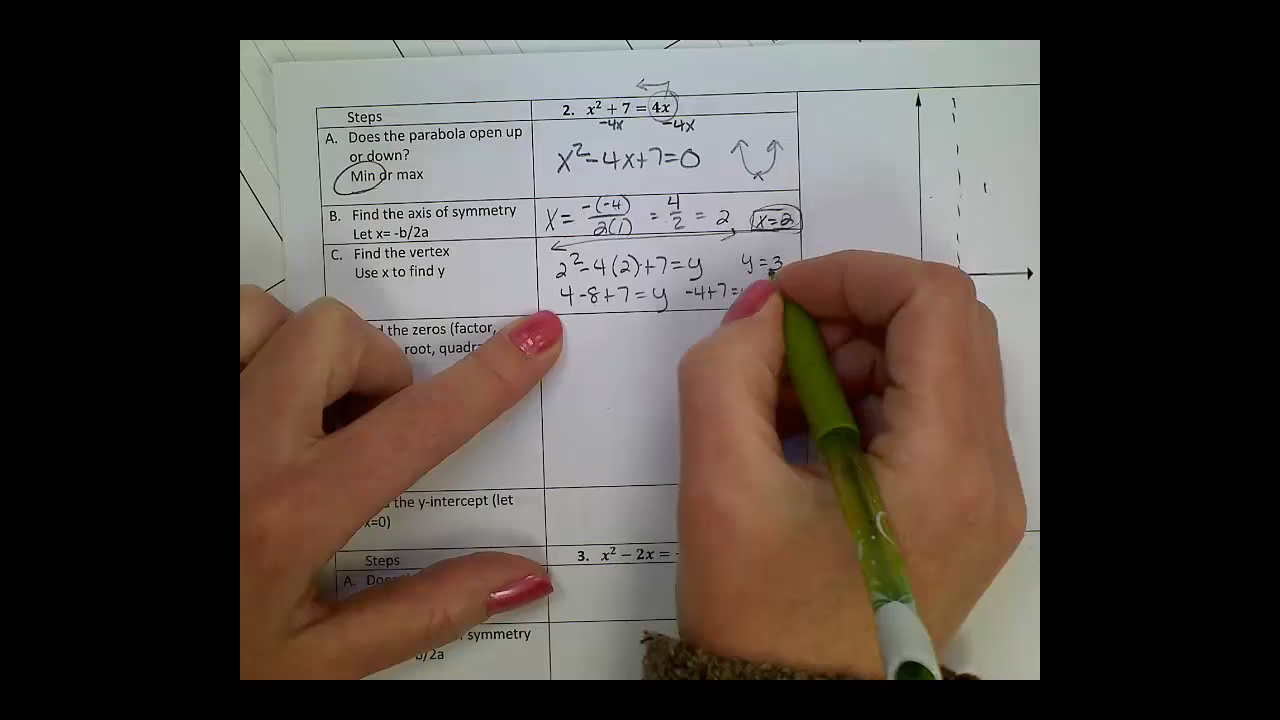 Steps
2. x² + 7 = 4x
-4x -4x
A. Does the parabola open up
or down?
Min or max
x²-4x+7=0
B. Find the axis of symmetry
Let x= -b/2a
x = -(-4)/2(1) = 4/2 = 2 x=2
C. Find the vertex
Use x to find y
2²-4(2)+7=y y=3
4-8+7=y -4+7=
the zeros (factor,
root,
the y-intercept (let
x=0)
Steps
3. x² − 2x =
A.
symmetry
b/2a